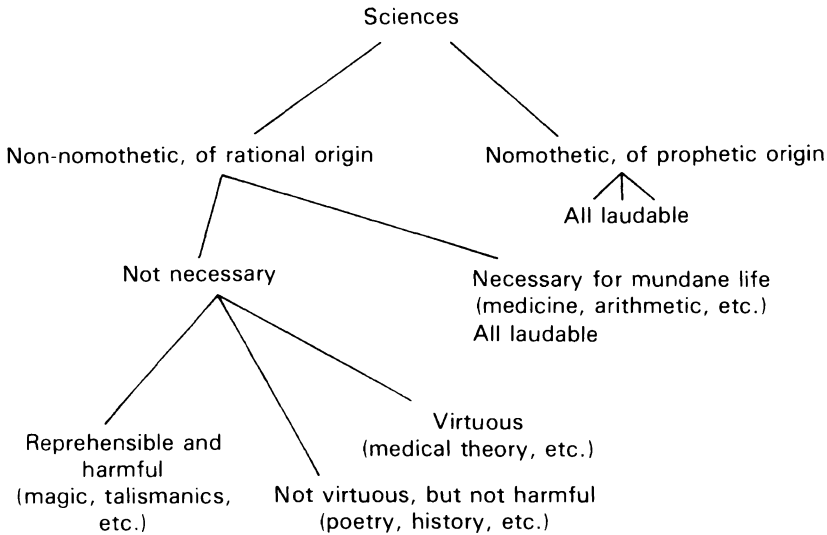 Sciences
Non-nomothetic, of rational origin
Nomothetic, of prophetic origin
All laudable
Not necessary
Necessary for mundane life
(medicine, arithmetic, etc.)
All laudable
Reprehensible and
harmful
(magic, talismanics,
etc.)
Not virtuous, but not harmful
(poetry, history, etc.)
Virtuous
(medical theory, etc.)